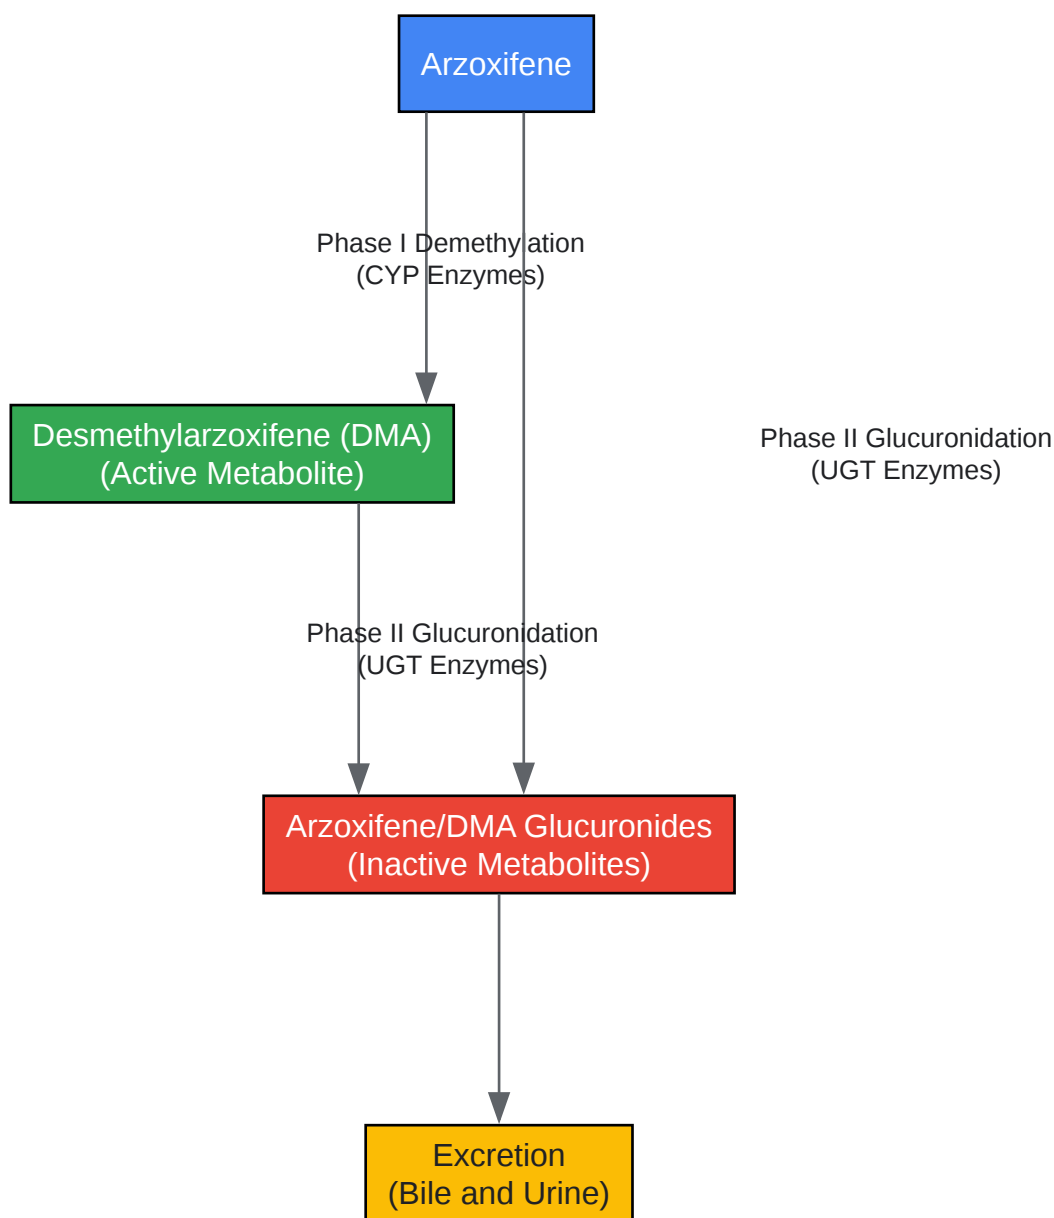 Arzoxifene
Phase I Demethylation
(CYP Enzymes)
Desmethylarzoxifene (DMA)
(Active Metabolite)
Phase II Glucuronidation
(UGT Enzymes)
Phase II Glucuronidation
(UGT Enzymes)
Arzoxifene/DMA Glucuronides
(Inactive Metabolites)
Excretion
(Bile and Urine)